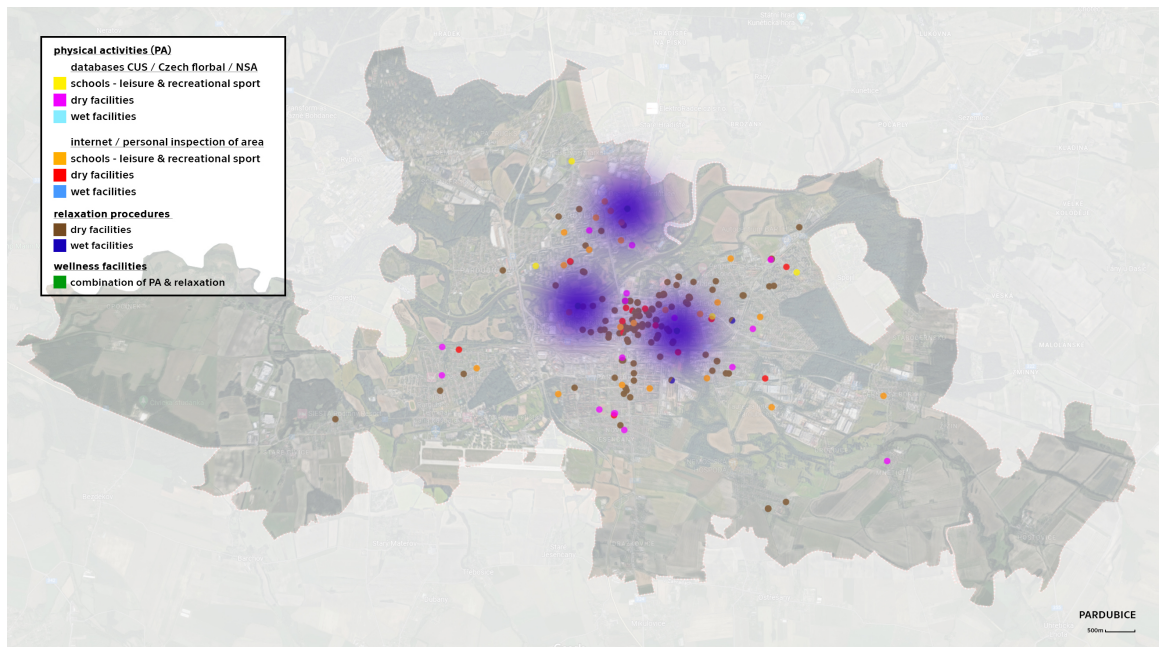 physical activities (PA)
databases CUS / Czech florbal / NSA
schools - leisure & recreational sport
dry facilities
wet facilities
internet / personal inspection of area
schools - leisure & recreational sport
dry facilities
wet facilities
relaxation procedures
dry facilities
wet facilities
wellness facilities
combination of PA & relaxation
PARDUBICE
500m